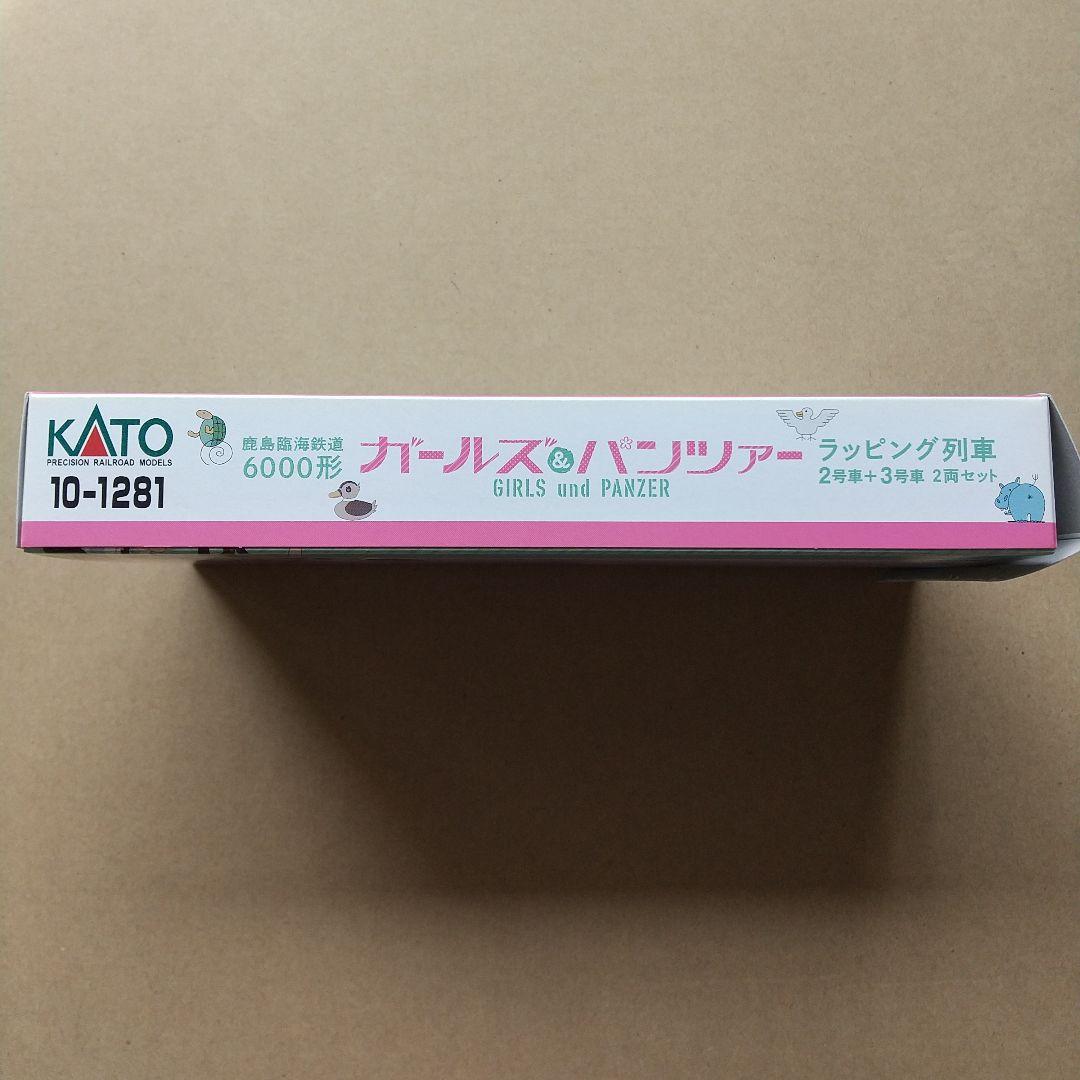 KATO
PRECISION RAILROAD MODELS
10-1281
鹿島臨海鉄道
6000形
ガールズ&パンツァー
GIRLS und PANZER
ラッピング列車
2号車+3号車 2両セット